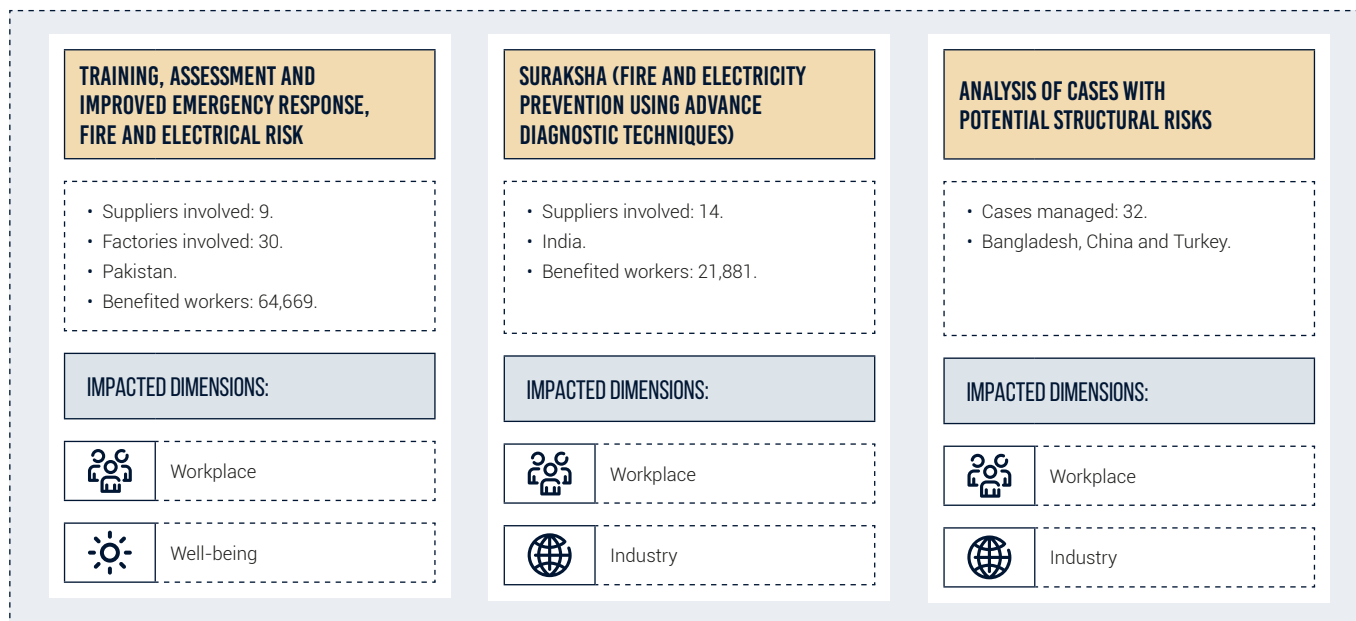 TRAINING, ASSESSMENT AND
IMPROVED EMERGENCY RESPONSE,
FIRE AND ELECTRICAL RISK
• Suppliers involved: 9.
• Factories involved: 30.
• Pakistan.
• Benefited workers: 64,669.
IMPACTED DIMENSIONS:
Workplace
Well-being
SURAKSHA (FIRE AND ELECTRICITY
PREVENTION USING ADVANCE
DIAGNOSTIC TECHNIQUES)
• Suppliers involved: 14.
• India.
• Benefited workers: 21,881.
IMPACTED DIMENSIONS:
Workplace
Industry
ANALYSIS OF CASES WITH
POTENTIAL STRUCTURAL RISKS
• Cases managed: 32.
• Bangladesh, China and Turkey.
IMPACTED DIMENSIONS:
Workplace
Industry